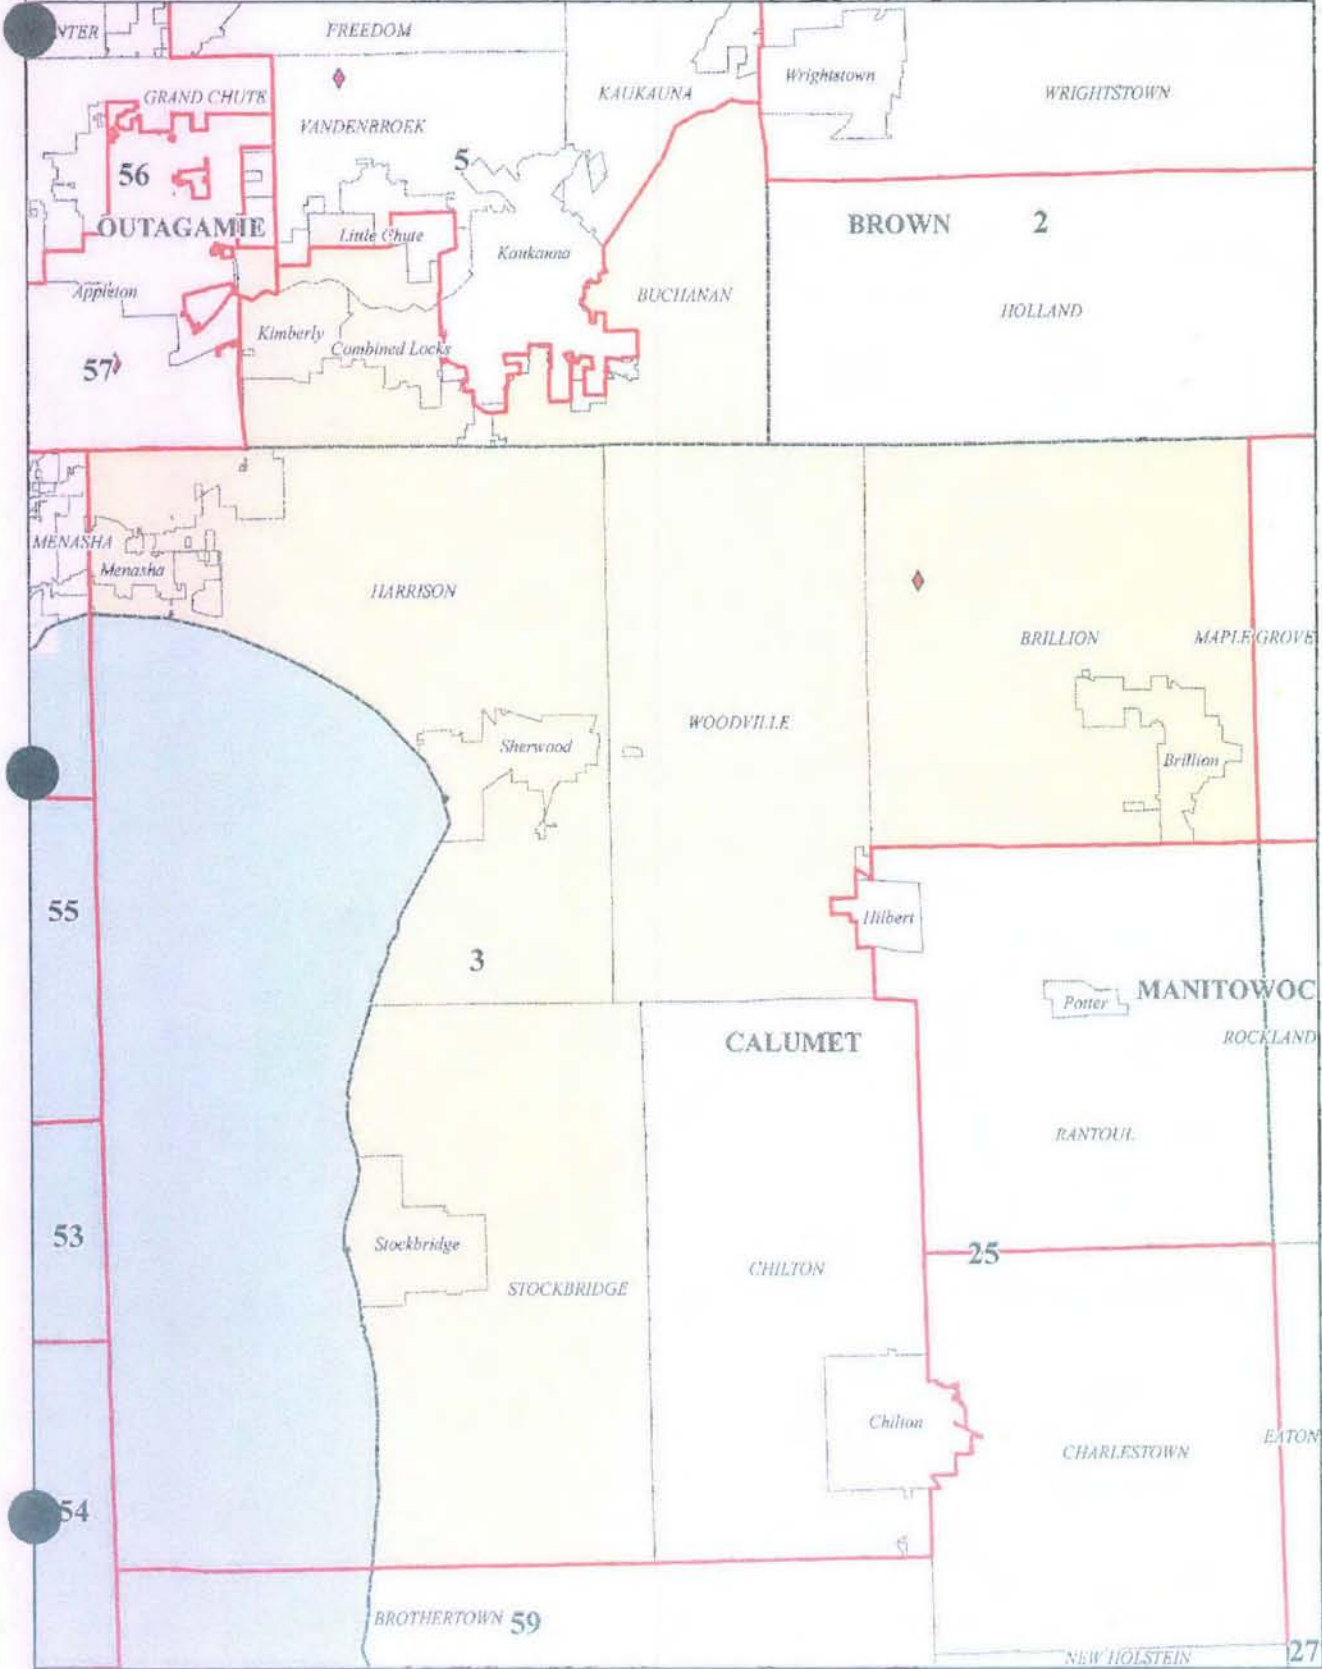 FREEDOM
GRAND CHUTE
VANDENBROEK
KAUKAUNA
Wrightstown
WRIGHTSTOWN
56
5
OUTAGAMIE
Little Chute
Kaukauna
BROWN 2
Appleton
BUCHANAN
HOLLAND
Kimberly
Combined Locks
57
MENASHA
Menasha
HARRISON
BRILLION
MAPLE GROVE
WOODVILLE
Sherwood
Brillion
55
Hilbert
3
Potter
MANITOWOC
CALUMET
ROCKLAND
RANTOUL
53
Stockbridge
STOCKBRIDGE
CHILTON
25
Chilton
CHARLESTOWN
EATON
54
BROTHERTOWN 59
NEW HOLSTEIN
27